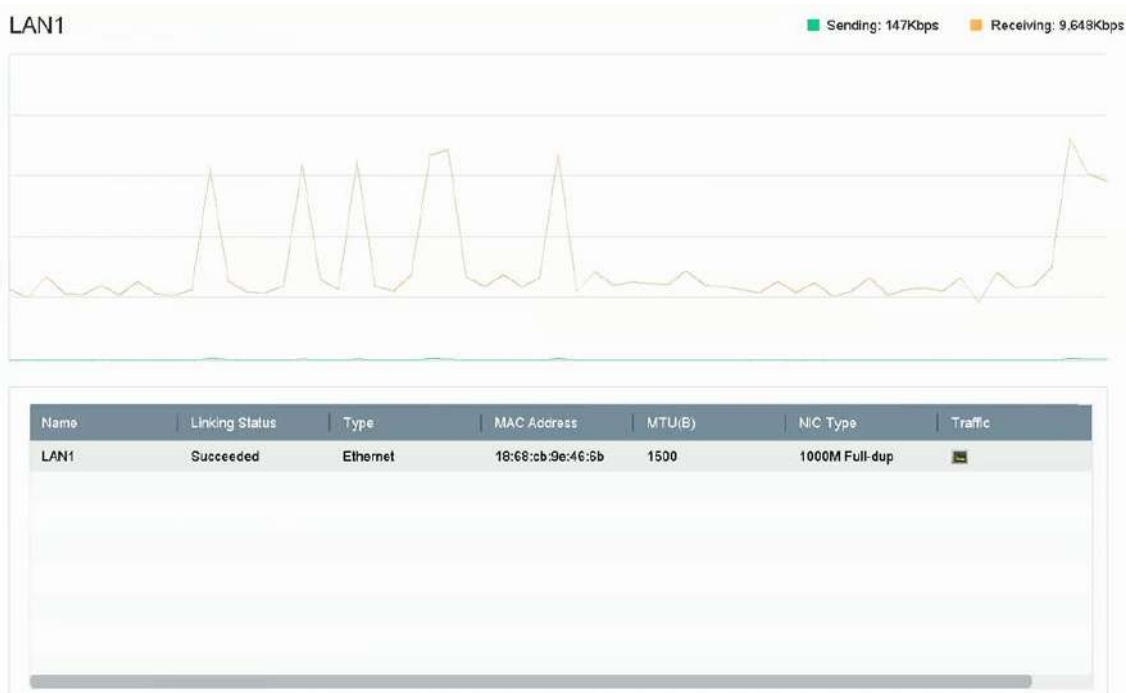 LAN1
Sending: 147Kbps Receiving: 9,648Kbps
Name Linking Status Type MAC Address MTU(B) NIC Type Traffic
LAN1 Succeeded Ethernet 18:68:cb:9e:46:6b 1500 1000M Full-dup